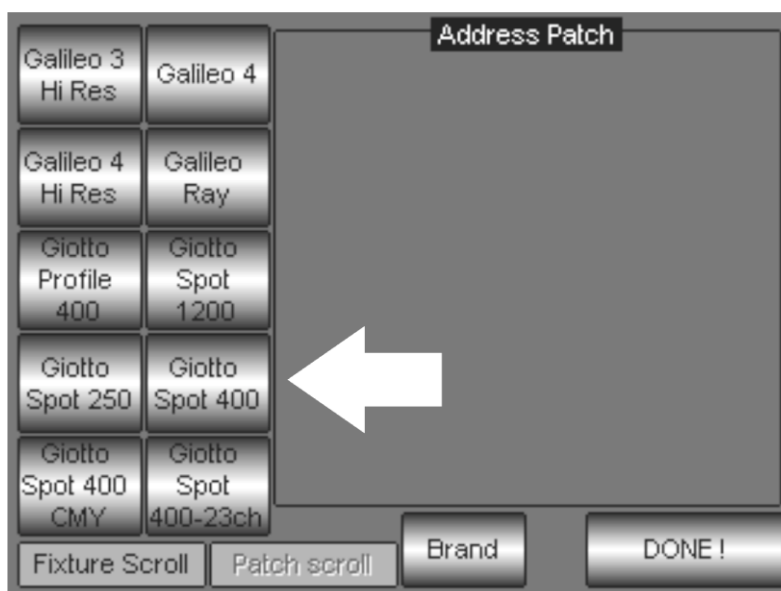 Address Patch
Galileo 3
Hi Res
Galileo 4
Galileo 4
Hi Res
Galileo
Ray
Giotto
Profile
400
Giotto
Spot
1200
Giotto
Spot 250
Giotto
Spot 400
Giotto
Spot 400
CMY
Giotto
Spot
400-23ch
Fixture Scroll
Patch scroll
Brand
DONE !